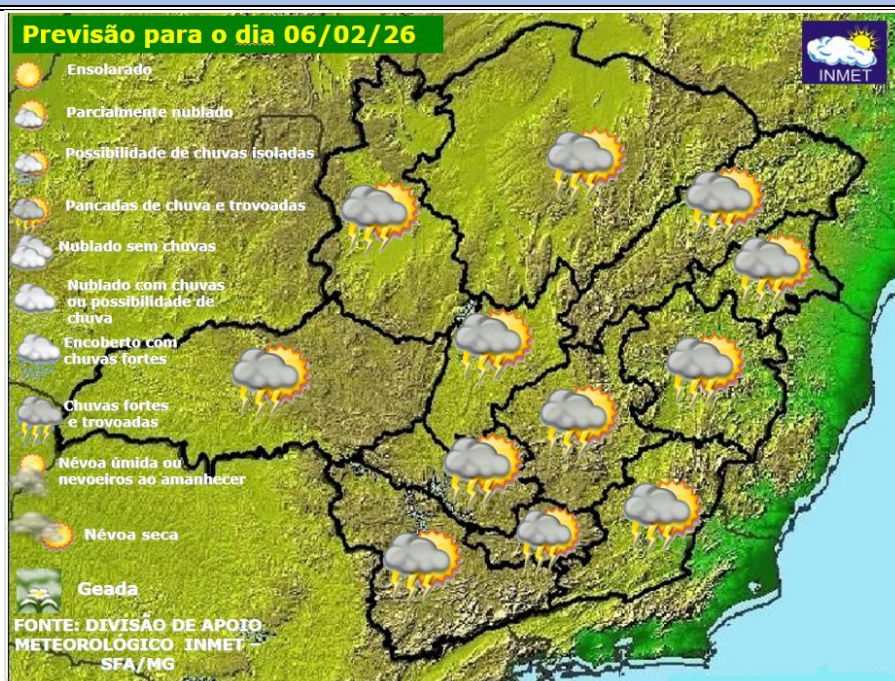 Previsão para o dia 06/02/26
INMET
Ensolarado
Parcialmente nublado
Possibilidade de chuvas isoladas
Pancadas de chuva e trovoadas
Nublado sem chuvas
Nublado com chuvas
ou possibilidade de
chuva
Encoberto com
chuvas fortes
Chuvas fortes
e trovoadas
Névoa úmida ou
nevoeiros ao amanhecer
Névoa seca
Geada
FONTE: DIVISÃO DE APOIO
METEOROLÓGICO INMET –
SFA/MG